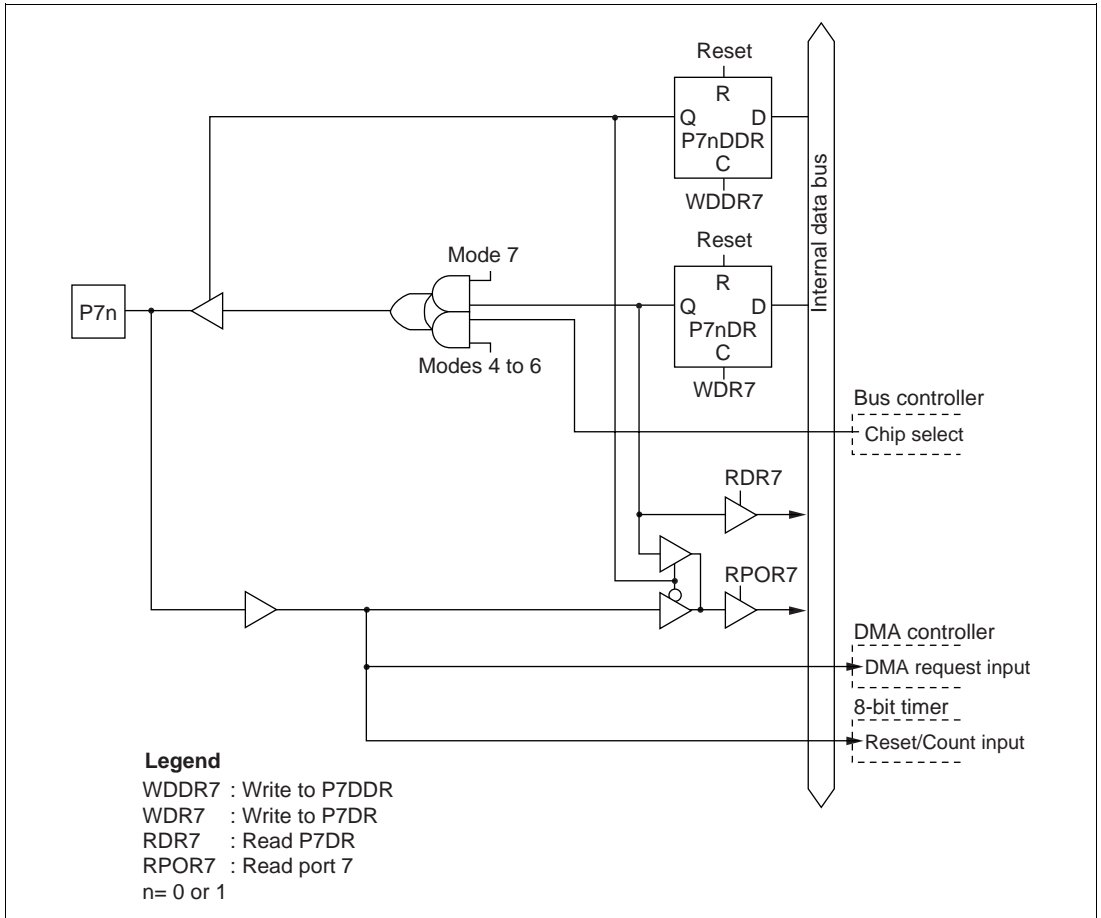 Reset
R
Q D
P7nDDR
C
WDDR7
Reset
R
Q D
P7nDR
C
WDR7
Internal data bus
Mode 7
P7n
Modes 4 to 6
Bus controller
Chip select
RDR7
RPOR7
DMA controller
DMA request input
8-bit timer
Reset/Count input
Legend
WDDR7 : Write to P7DDR
WDR7 : Write to P7DR
RDR7 : Read P7DR
RPOR7 : Read port 7
n= 0 or 1